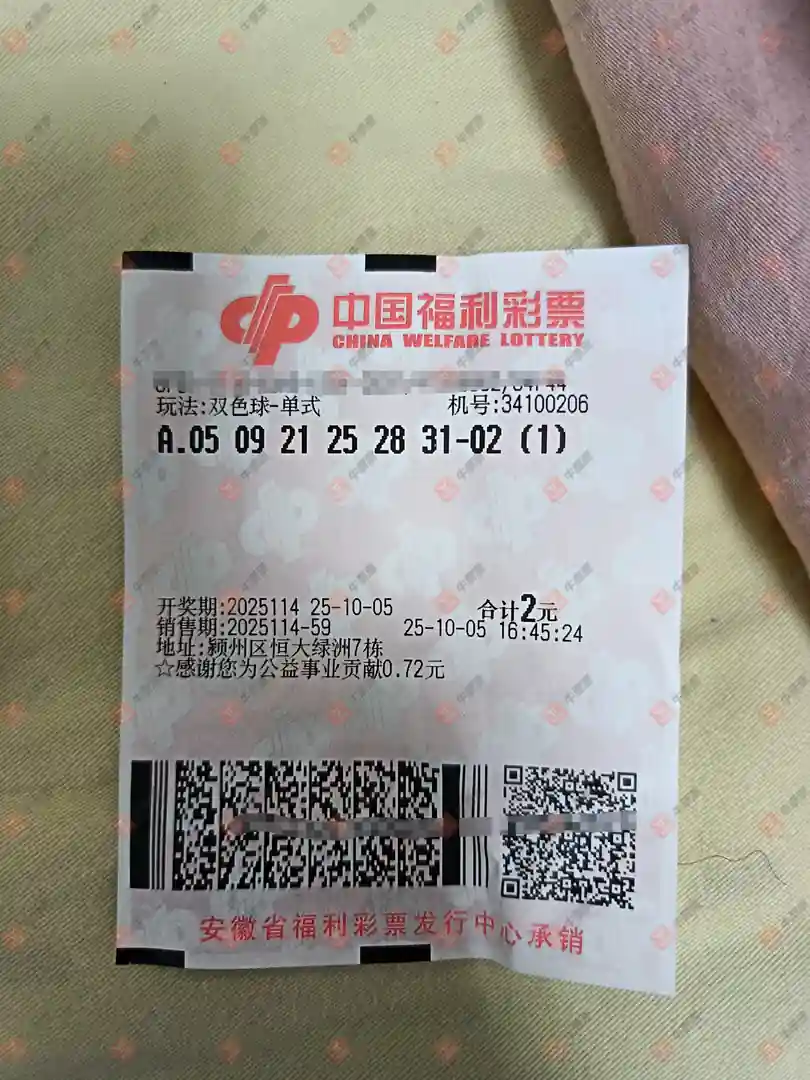 中国福利彩票
CHINA WELFARE LOTTERY
玩法:双色球-单式 机号:34100206
A.05 09 21 25 28 31-02 (1)
开奖期:2025114 25-10-05 合计2元
销售期:2025114-59 25-10-05 16:45:24
地址:颍州区恒大绿洲7栋
☆感谢您为公益事业贡献0.72元
安徽省福利彩票发行中心承销